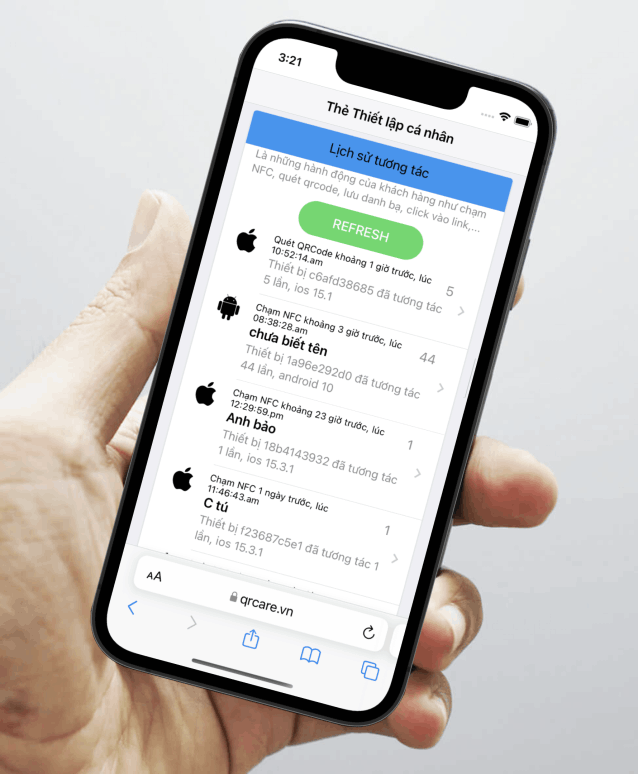 3:21
Thẻ Thiết lập cá nhân
Lịch sử tương tác
Là những hành động của khách hàng như chạm
NFC, quét qrcode, lưu danh bạ, click vào link,...
REFRESH
Quét QRCode khoảng 1 giờ trước, lúc
10:52:14.am
5
Thiết bị c6afd38685 đã tương tác
5 lần, ios 15.1
Chạm NFC khoảng 3 giờ trước, lúc
08:38:28.am
44
chưa biết tên
Thiết bị 1a96e292d0 đã tương tác
44 lần, android 10
Chạm NFC khoảng 23 giờ trước, lúc
12:29:59.pm
1
Anh bảo
Thiết bị 18b4143932 đã tương tác
1 lần, ios 15.3.1
Chạm NFC 1 ngày trước, lúc
11:46:43.am
1
C tú
Thiết bị f23687c5e1 đã tương tác 1
lần, ios 15.3.1
AA
qrcare.vn